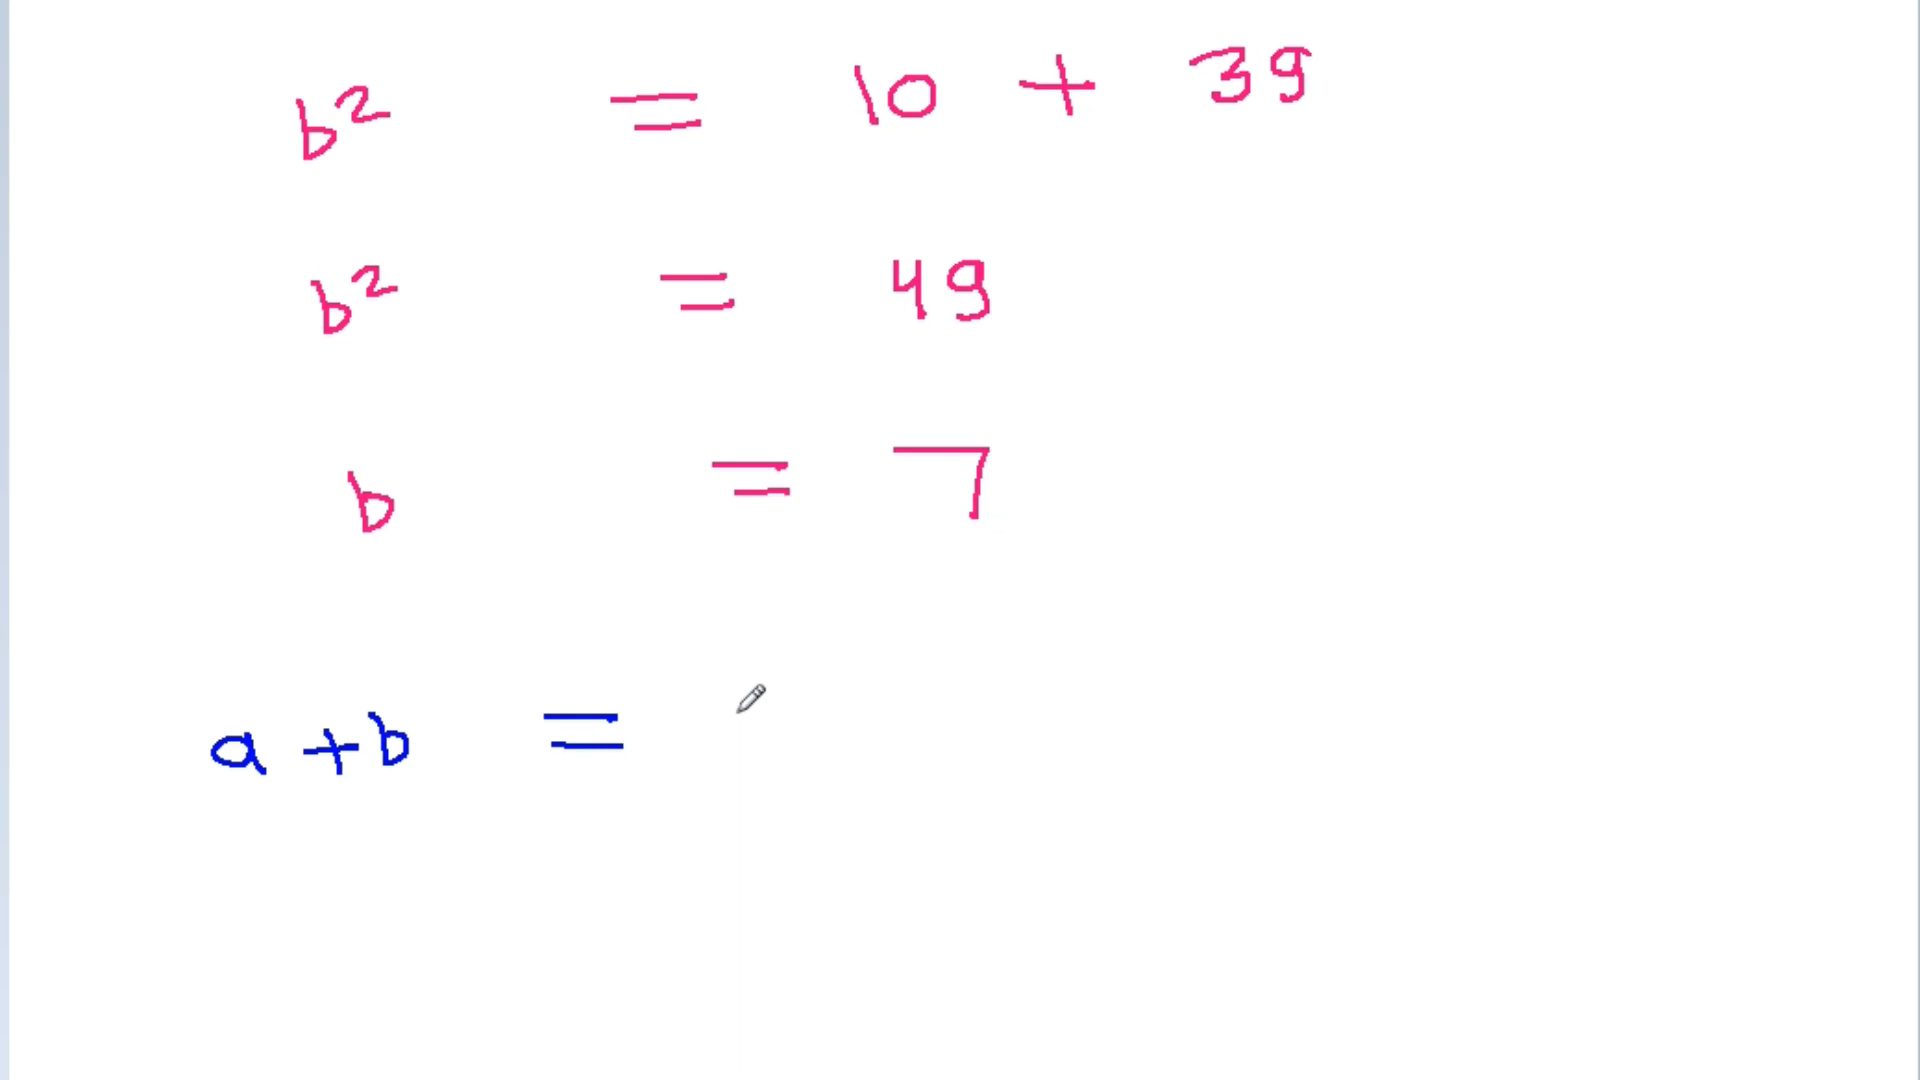 b² = 10 + 39
b² = 49
b = 7
a + b =